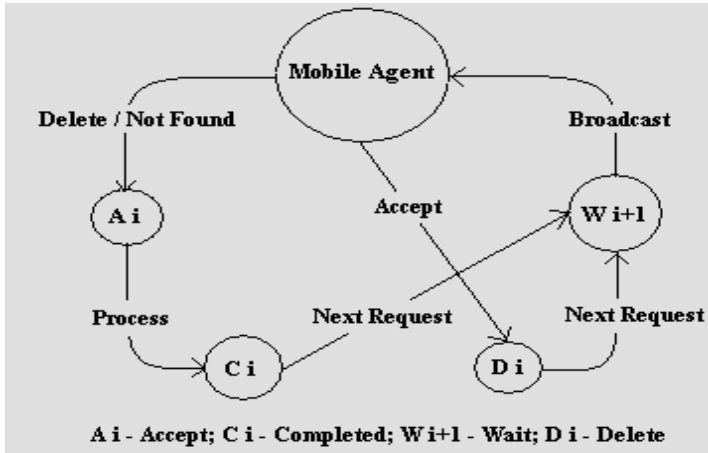 Mobile Agent
Delete / Not Found
Broadcast
A i
Accept
W i+1
Process
Next Request
Next Request
C i
D i
A i - Accept; C i - Completed; W i+1 - Wait; D i - Delete